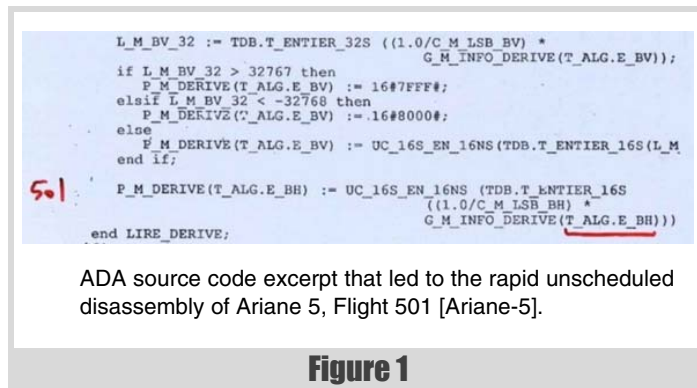 L_M_BV_32 := TDB.T_ENTIER_32S ((1.0/C_M_LSB_BV) *
G_M_INFO_DERIVE(T_ALG.E_BV));
if L_M_BV_32 > 32767 then
P_M_DERIVE(T_ALG.E_BV) := 16#7FFF#;
elsif L_M_BV_32 < -32768 then
P_M_DERIVE(T_ALG.E_BV) := 16#8000#;
else
P_M_DERIVE(T_ALG.E_BV) := UC_16S_EN_16NS(TDB.T_ENTIER_16S(L_M
end if;
501 P_M_DERIVE(T_ALG.E_BH) := UC_16S_EN_16NS (TDB.T_ENTIER_16S
((1.0/C_M_LSB_BH) *
G_M_INFO_DERIVE(T_ALG.E_BH)))
end LIRE_DERIVE;
ADA source code excerpt that led to the rapid unscheduled
disassembly of Ariane 5, Flight 501 [Ariane-5].
Figure 1